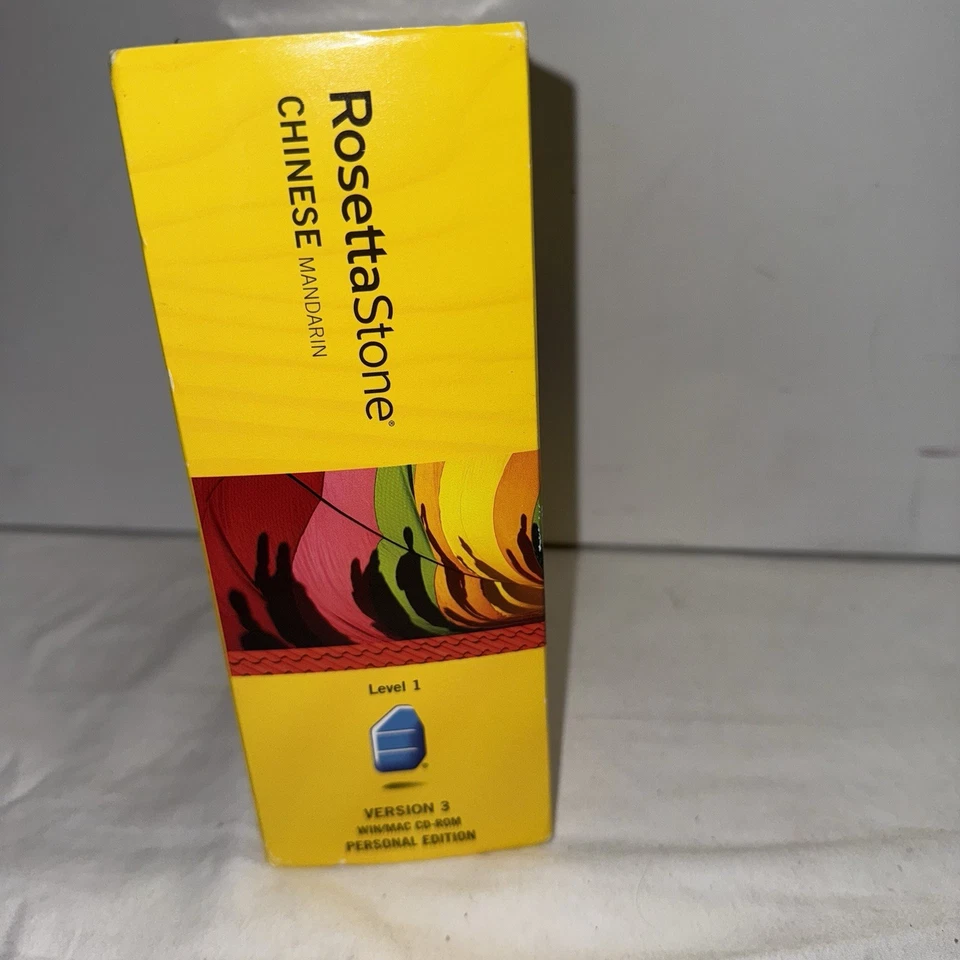 RosettaStone®
CHINESE MANDARIN
Level 1
VERSION 3
WIN/MAC CD-ROM
PERSONAL EDITION